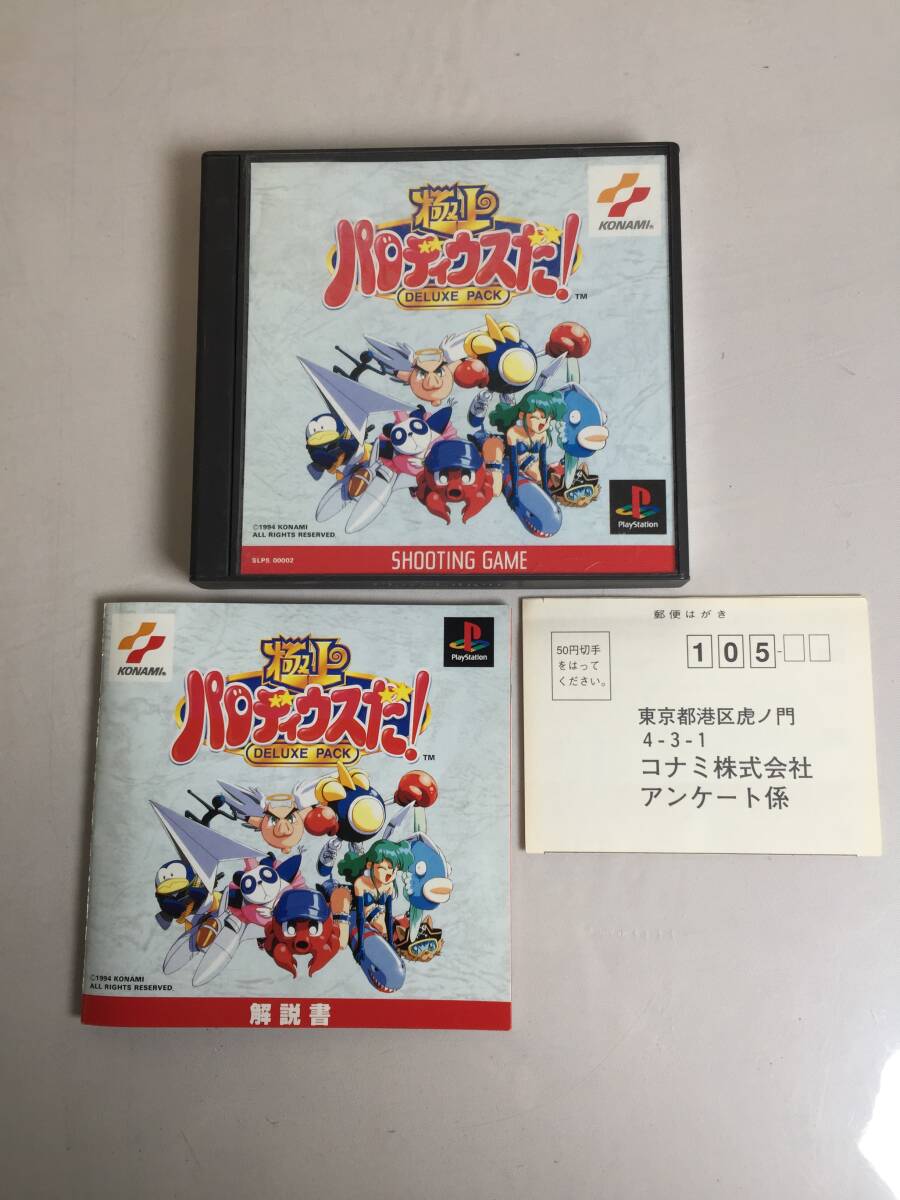 極上
パロディウスだ!
DELUXE PACK
TM
KONAMI®
©1994 KONAMI
ALL RIGHTS RESERVED.
PlayStation
SLPS 00002
SHOOTING GAME
KONAMI®
PlayStation
極上
パロディウスだ!
DELUXE PACK
TM
©1994 KONAMI
ALL RIGHTS RESERVED.
解説書
郵便はがき
50円切手
をはって
ください。
105-
東京都港区虎ノ門
4-3-1
コナミ株式会社
アンケート係